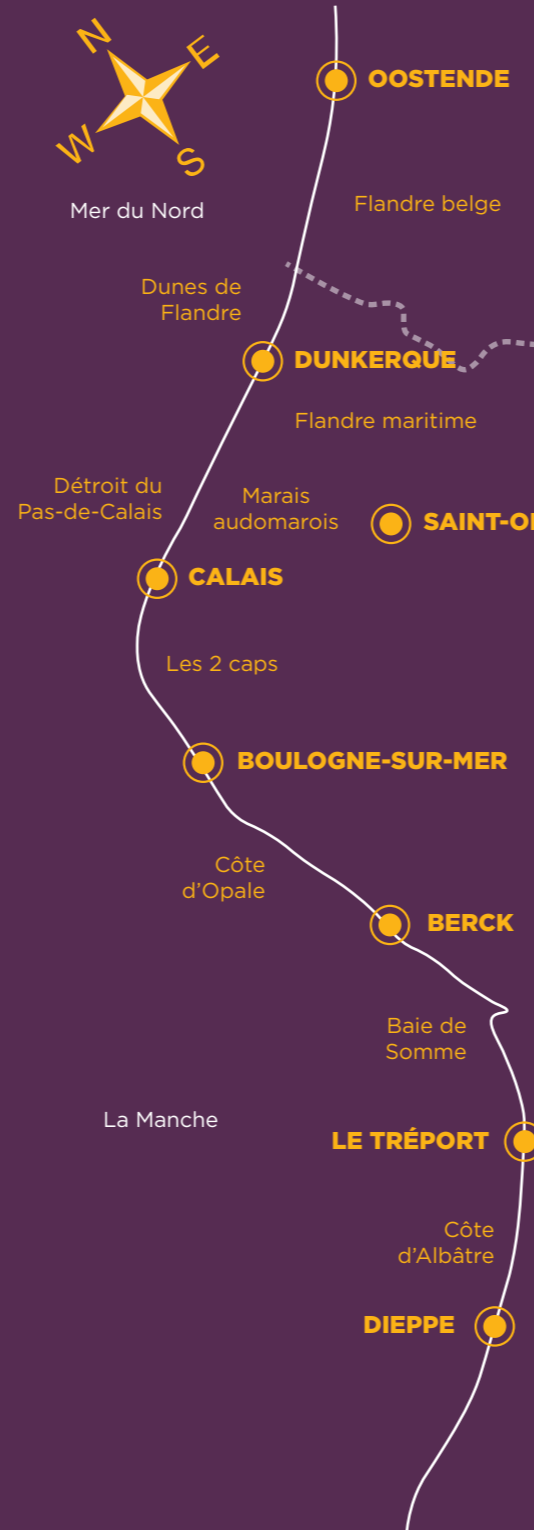 N
E
W
S
OOSTENDE
Mer du Nord
Flandre belge
Dunes de
Flandre
DUNKERQUE
Flandre maritime
Détroit du
Pas-de-Calais
Marais
audomarois
CALAIS
Les 2 caps
BOULOGNE-SUR-MER
Côte
d'Opale
BERCK
Baie de
Somme
La Manche
LE TRÉPORT
Côte
d'Albâtre
DIEPPE